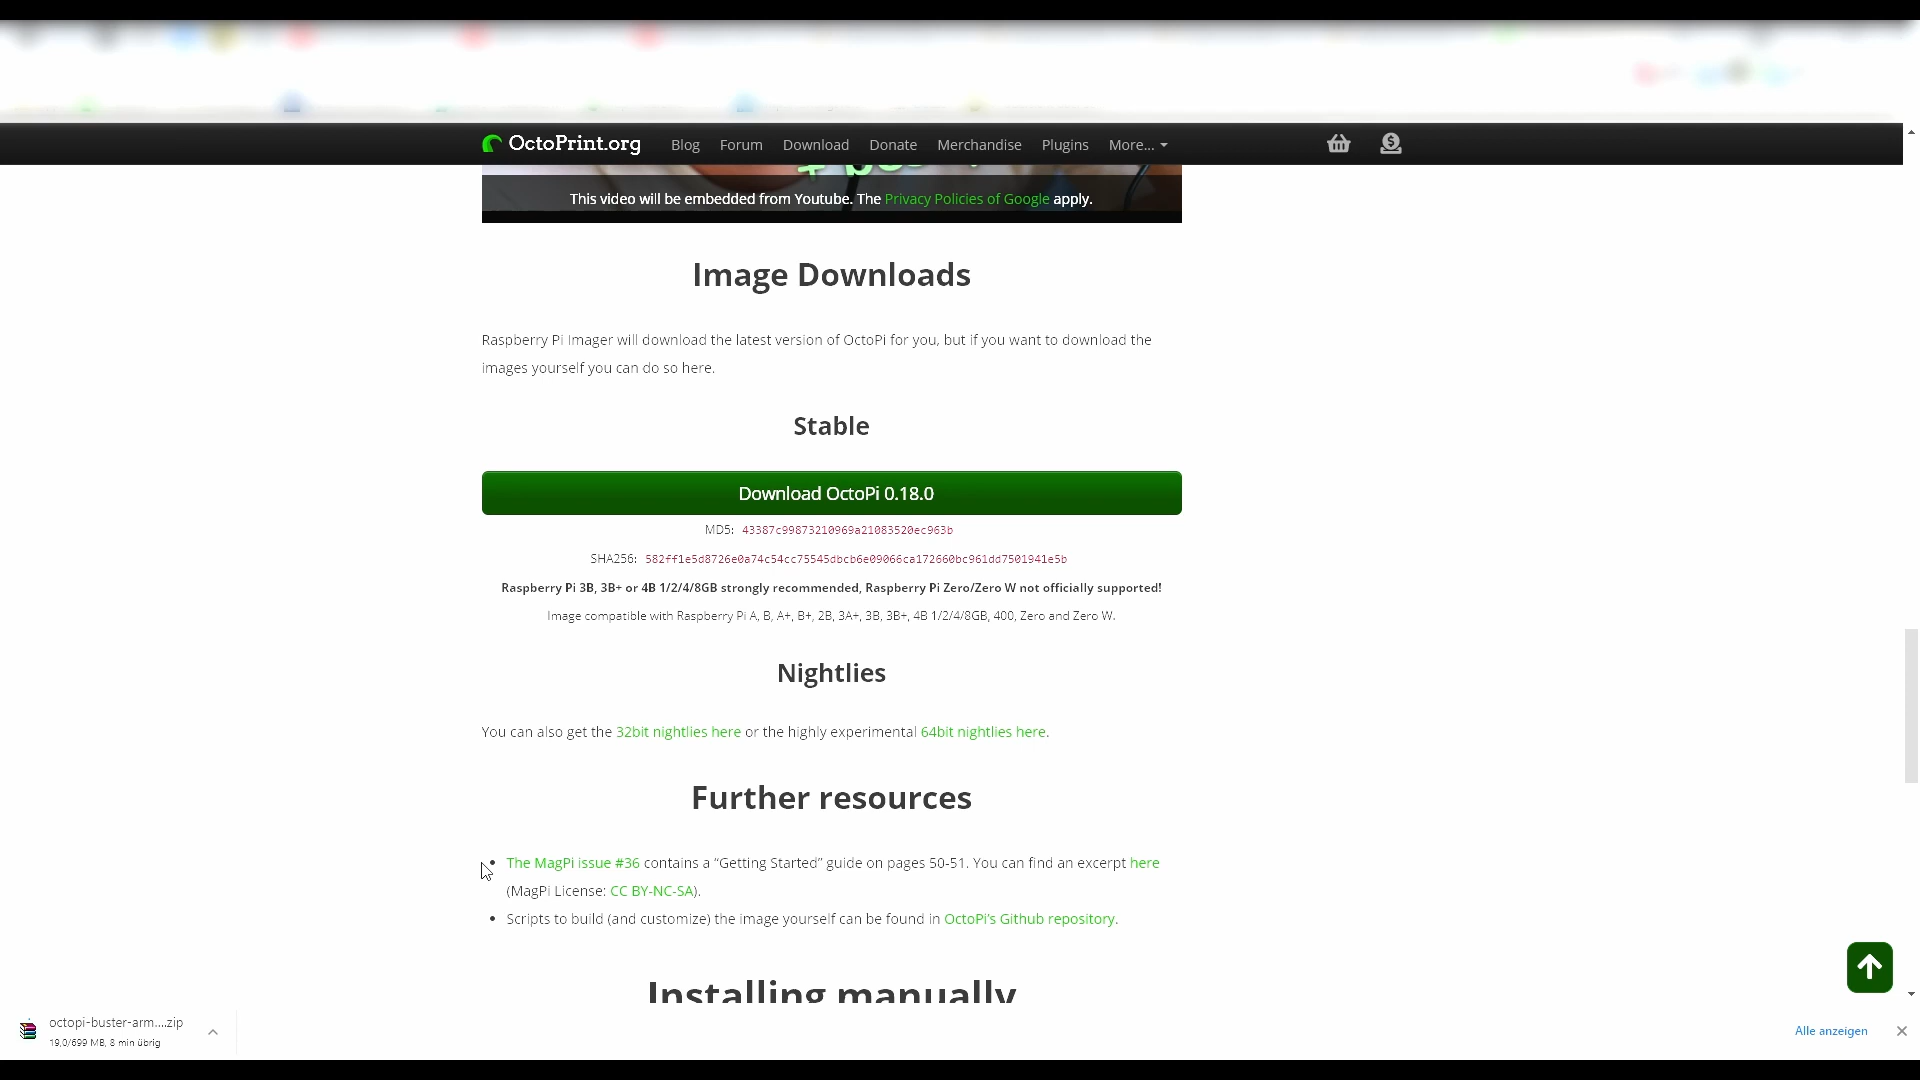 OctoPrint.org Blog Forum Download Donate Merchandise Plugins More...
This video will be embedded from Youtube. The Privacy Policies of Google apply.
Image Downloads
Raspberry Pi Imager will download the latest version of OctoPi for you, but if you want to download the
images yourself you can do so here.
Stable
Download OctoPi 0.18.0
MD5: 43387c99873210969a21083520ec963b
SHA256: 582ff1e5d8726e0a74c54cc75545dbcb6e09066ca172660bc961dd7501941e5b
Raspberry Pi 3B, 3B+ or 4B 1/2/4/8GB strongly recommended, Raspberry Pi Zero/Zero W not officially supported!
Image compatible with Raspberry Pi A, B, A+, B+, 2B, 3A+, 3B, 3B+, 4B 1/2/4/8GB, 400, Zero and Zero W.
Nightlies
You can also get the 32bit nightlies here or the highly experimental 64bit nightlies here.
Further resources
The MagPi issue #36 contains a “Getting Started” guide on pages 50-51. You can find an excerpt here
(MagPi License: CC BY-NC-SA).
Scripts to build (and customize) the image yourself can be found in OctoPi’s Github repository.
Installing manually
octopi-buster-arm....zip
19,0/699 MB, 8 min übrig
Alle anzeigen